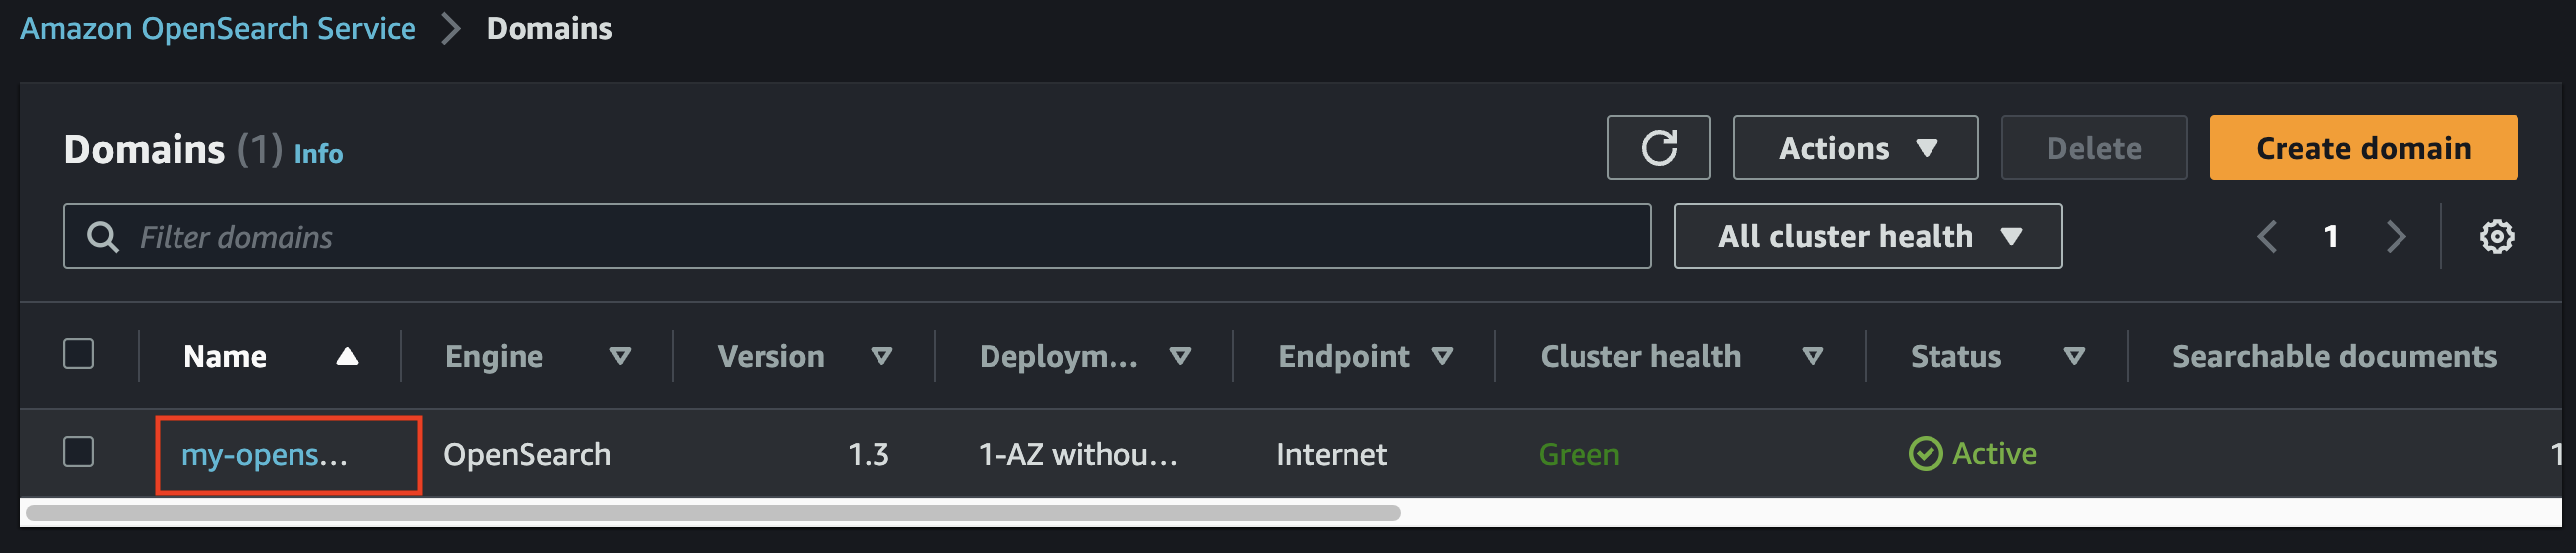 Amazon OpenSearch Service > Domains
Domains (1) Info
Actions Delete Create domain
Filter domains All cluster health 1
Name Engine Version Deploym... Endpoint Cluster health Status Searchable documents
my-opens... OpenSearch 1.3 1-AZ withou... Internet Green Active 1